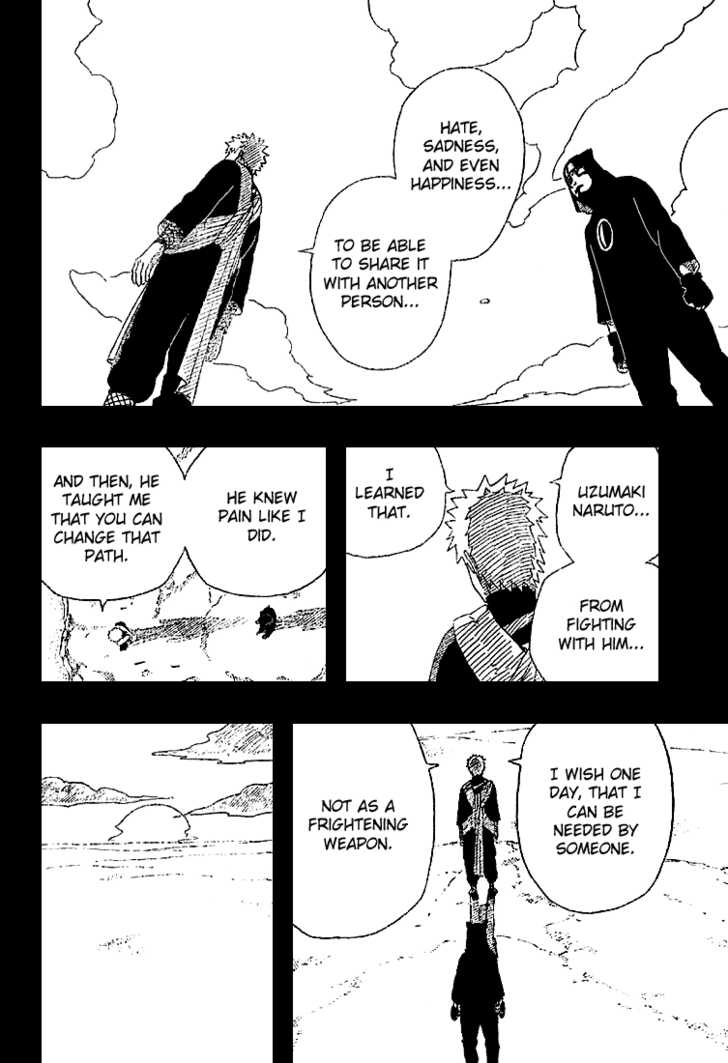 HATE,
SADNESS,
AND EVEN
HAPPINESS...
TO BE ABLE
TO SHARE IT
WITH ANOTHER
PERSON...
UZUMAKI
NARUTO...
FROM
FIGHTING
WITH HIM...
I
LEARNED
THAT.
HE KNEW
PAIN LIKE I
DID.
AND THEN, HE
TAUGHT ME
THAT YOU CAN
CHANGE THAT
PATH.
I WISH ONE
DAY, THAT I
CAN BE
NEEDED BY
SOMEONE.
NOT AS A
FRIGHTENING
WEAPON.